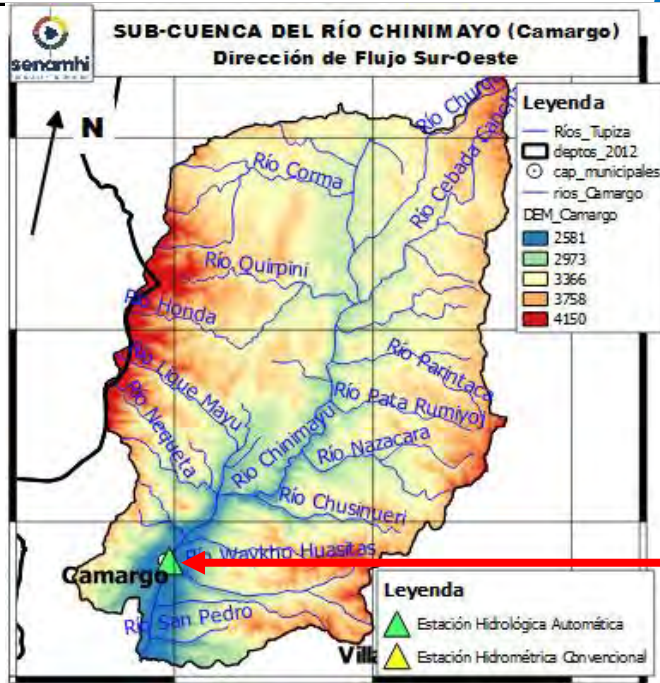 SUB-CUENCA DEL RÍO CHINIMAYO (Camargo)
Dirección de Flujo Sur-Oeste
senamhi
N
Leyenda
Ríos_Tupiza
deptos_2012
cap_municipales
rios_Camargo
DEM_Camargo
2581
2973
3366
3758
4150
Río Churqu
Río Cebada Cancha
Río Corma
Río Quirpini
Río Honda
Río Parintaca
Río Lique Mayu
Río Pata Rumiyoj
Río Nequeta
Río Chinimayu
Río Nazacara
Río Chusinueri
Río Waykho Huasitas
Camargo
Río San Pedro
Villa
Leyenda
Estación Hidrológica Automática
Estación Hidrométrica Convencional